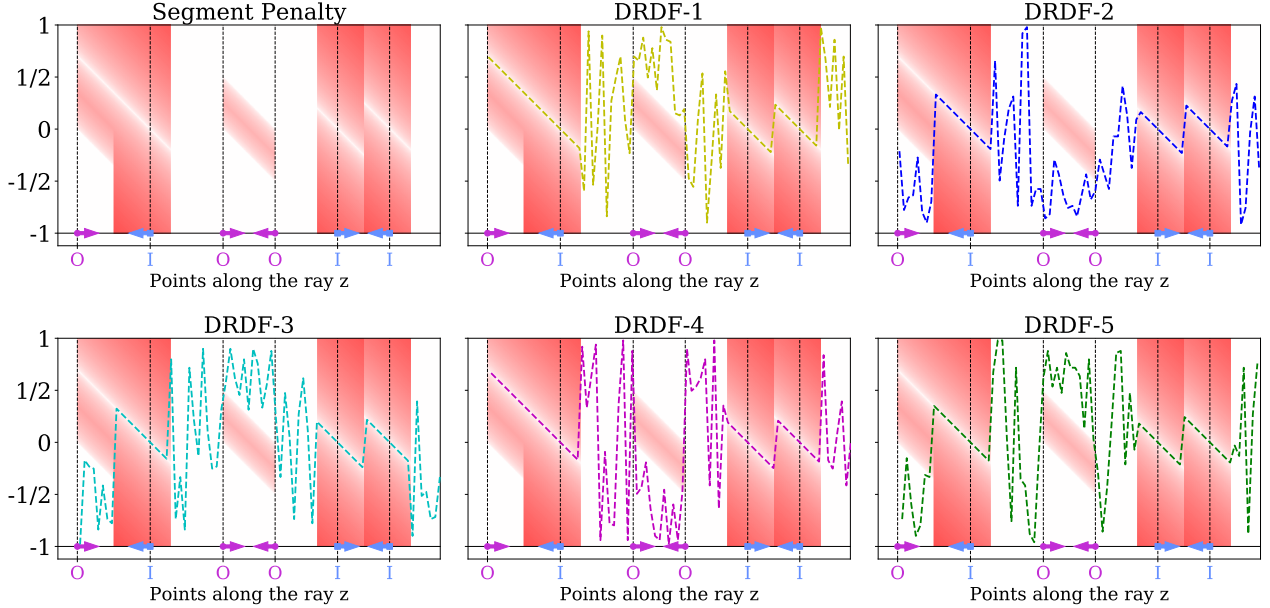 Segment Penalty
DRDF-1
DRDF-2
1
1/2
0
-1/2
-1
O I O O I I
O I O O I I
O I O O I I
Points along the ray z
Points along the ray z
Points along the ray z
DRDF-3
DRDF-4
DRDF-5
1
1/2
0
-1/2
-1
O I O O I I
O I O O I I
O I O O I I
Points along the ray z
Points along the ray z
Points along the ray z